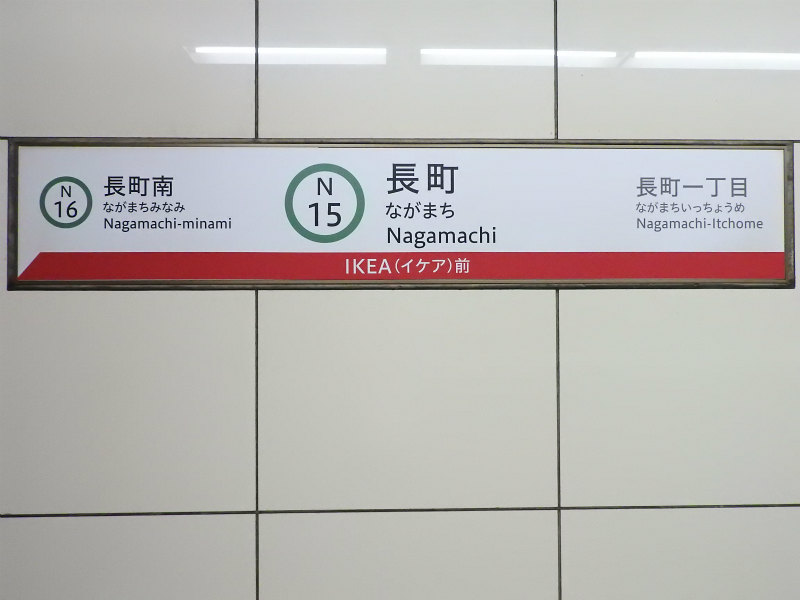 N
16
長町南
ながまちみなみ
Nagamachi-minami
N
15
長町
ながまち
Nagamachi
長町一丁目
ながまちいっちょうめ
Nagamachi-Itchome
IKEA(イケア)前